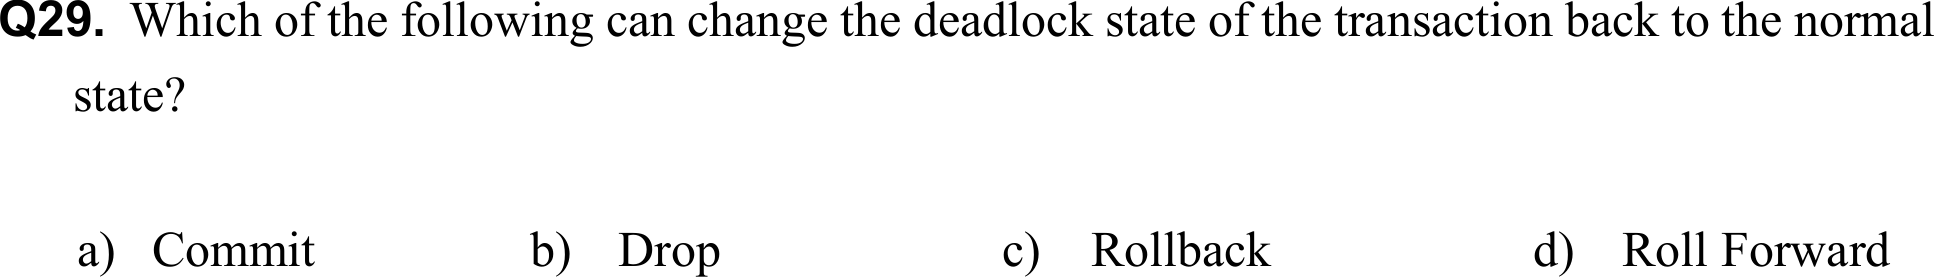 Q29. Which of the following can change the deadlock state of the transaction back to the normal
state?
a) Commit b) Drop c) Rollback d) Roll Forward